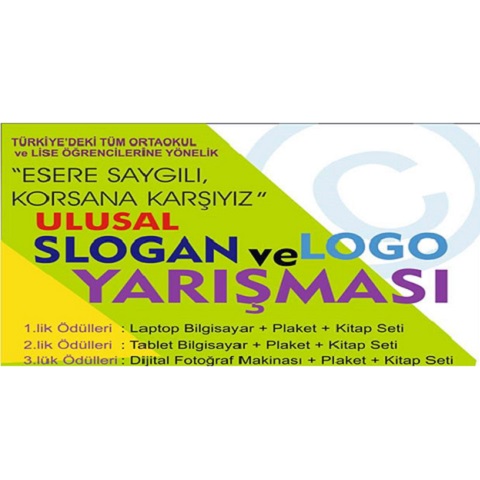 TÜRKİYE'DEKİ TÜM ORTAOKUL
ve LİSE ÖĞRENCİLERİNE YÖNELİK
"ESERE SAYGILI,
KORSANA KARŞIYIZ"
ULUSAL
SLOGAN ve LOGO
YARIŞMASI
1.lik Ödülleri : Laptop Bilgisayar + Plaket + Kitap Seti
2.lik Ödülleri : Tablet Bilgisayar + Plaket + Kitap Seti
3.lük Ödülleri : Dijital Fotoğraf Makinası + Plaket + Kitap Seti